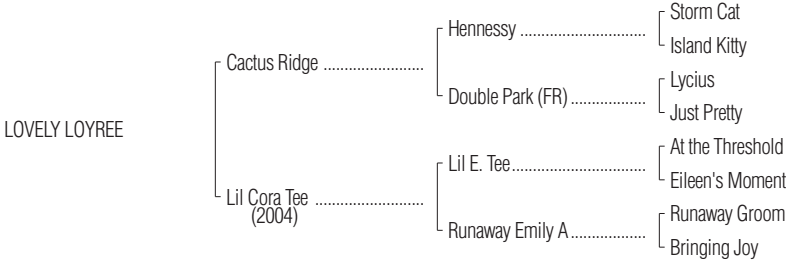 Storm Cat
Hennessy ..............................
Island Kitty
Cactus Ridge ........................
Lycius
Double Park (FR) ..................
Just Pretty
LOVELY LOYREE
At the Threshold
Lil E. Tee................................
Eileen's Moment
Lil Cora Tee ..........................
(2004)
Runaway Groom
Runaway Emily A ..................
Bringing Joy